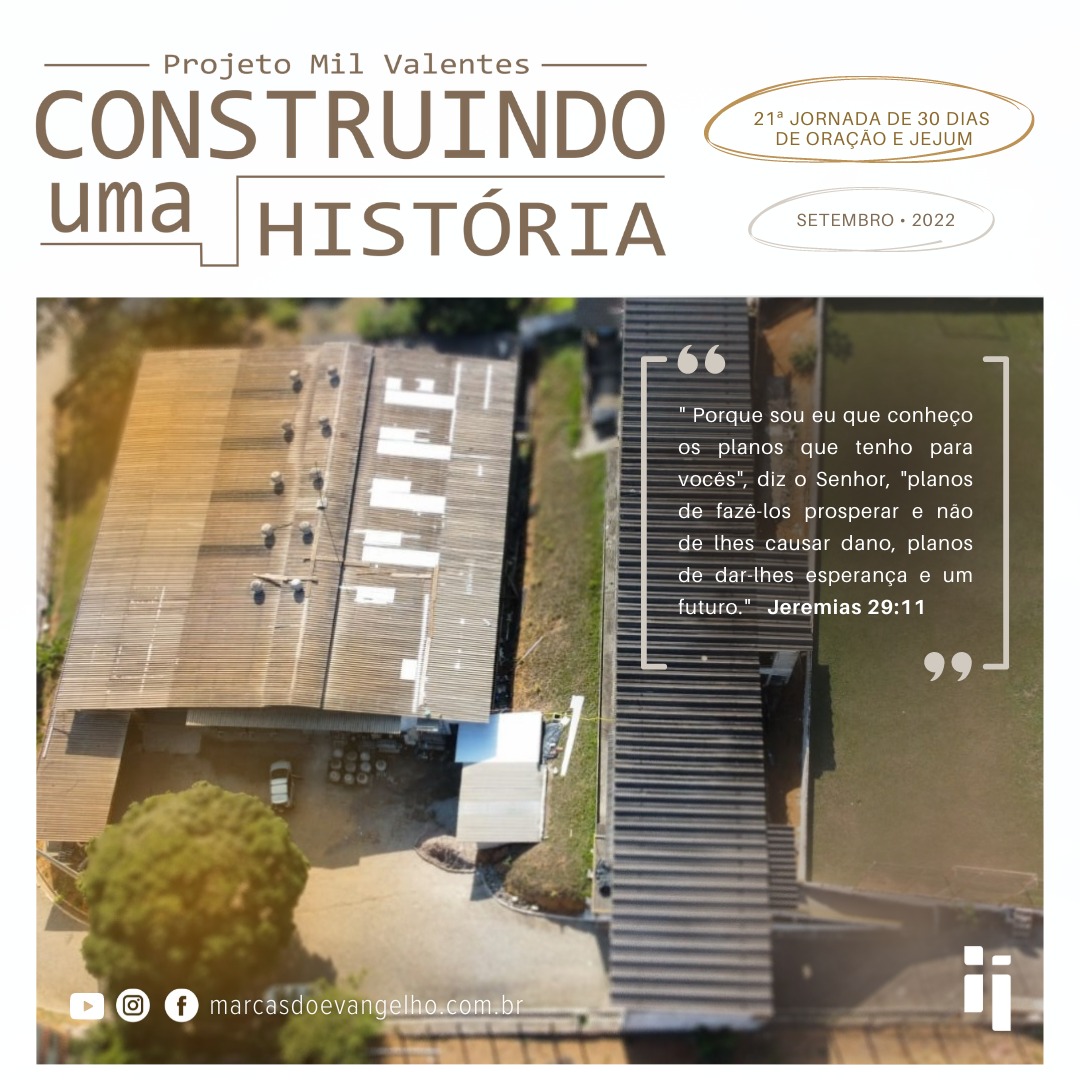 Projeto Mil Valentes
CONSTRUINDO
uma
HISTÓRIA
21ª JORNADA DE 30 DIAS
DE ORAÇÃO E JEJUM
SETEMBRO • 2022
" Porque sou eu que conheço
os planos que tenho para
vocês", diz o Senhor, "planos
de fazê-los prosperar e não
de lhes causar dano, planos
de dar-lhes esperança e um
futuro." Jeremias 29:11
marcasdoevangelho.com.br